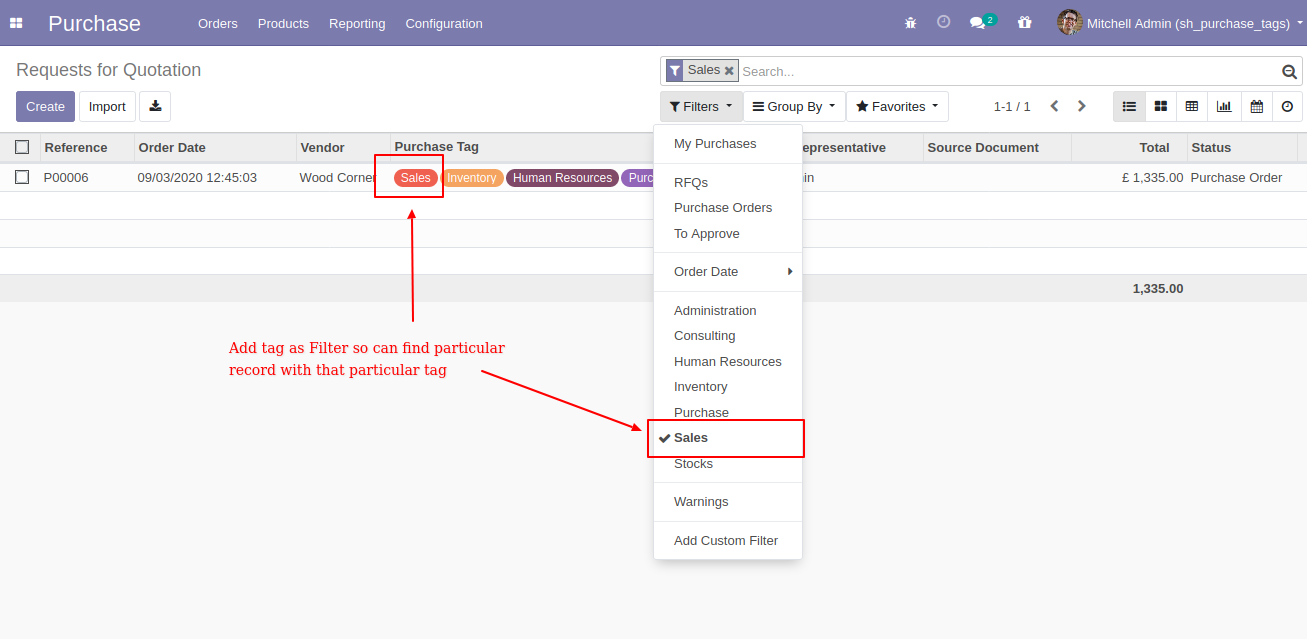 Purchase Orders Products Reporting Configuration 2 Mitchell Admin (sh_purchase_tags)
Requests for Quotation Sales Search...
Create Import Filters Group By Favorites 1-1 / 1
Reference Order Date Vendor Purchase Tag epresentative Source Document Total Status
P00006 09/03/2020 12:45:03 Wood Corner Sales Inventory Human Resources Purc in £ 1,335.00 Purchase Order
1,335.00
My Purchases
RFQs
Purchase Orders
To Approve
Order Date
Administration
Consulting
Human Resources
Inventory
Purchase
Sales
Stocks
Warnings
Add Custom Filter
Add tag as Filter so can find particular
record with that particular tag